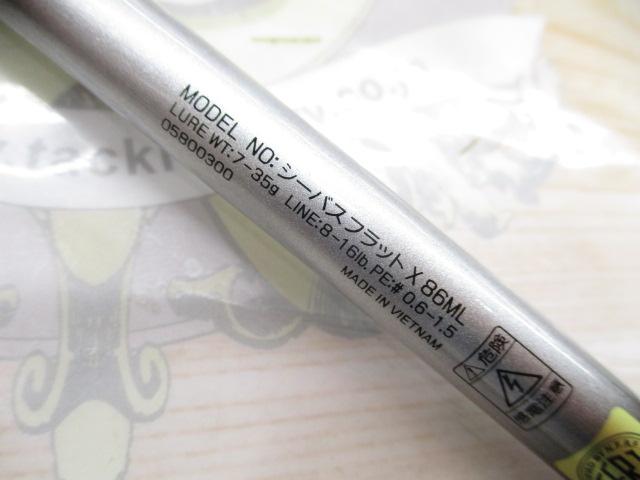 MODEL NO: シーバスフラット X 86ML
LURE WT:7-35g LINE:8-16lb. PE:# 0.6-1.5
05800300
MADE IN VIETNAM
危険
感電注意